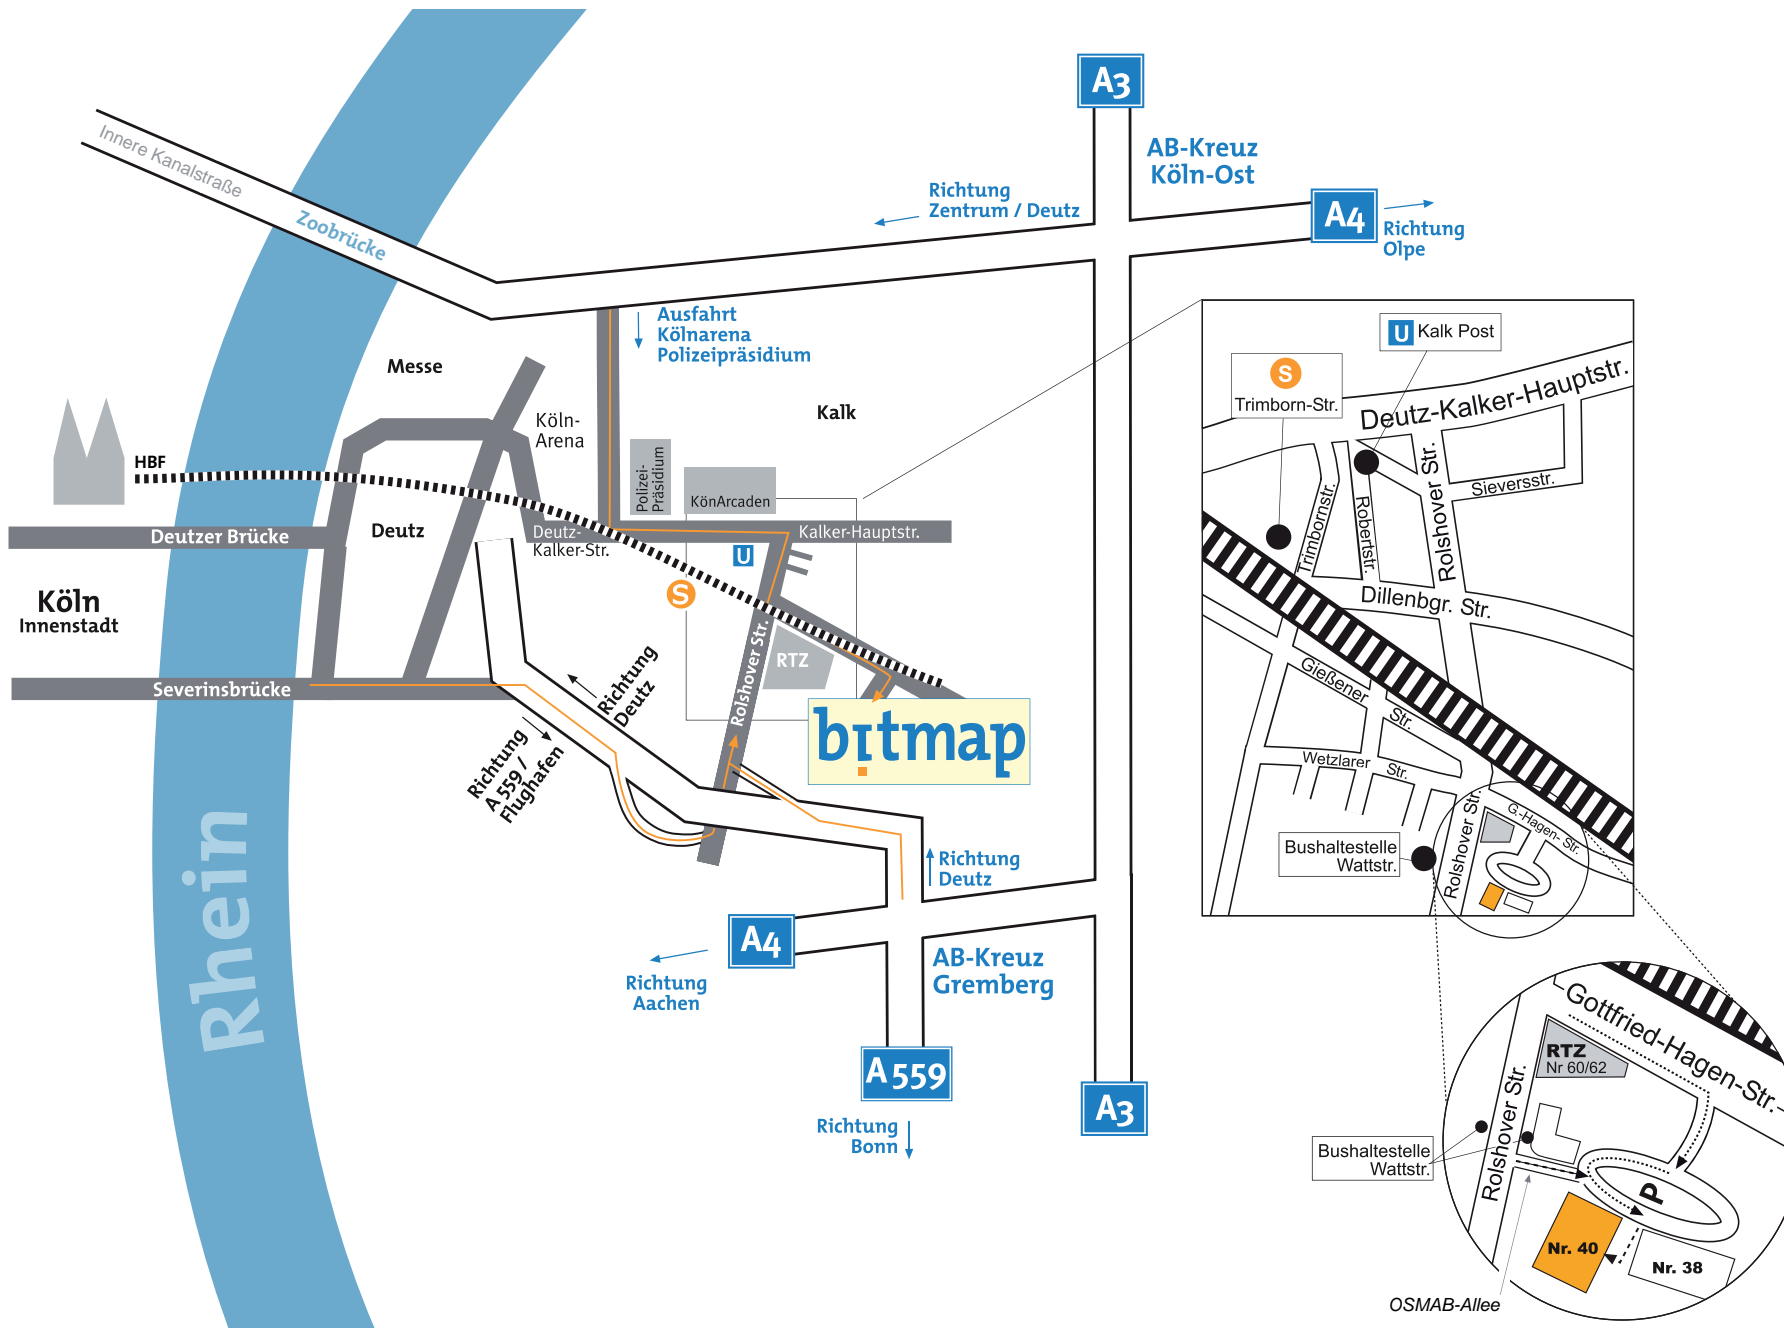 A3
AB-Kreuz
Köln-Ost
Richtung
Zentrum / Deutz
A4
Richtung
Olpe
Innere Kanalstraße
Zoobrücke
Ausfahrt
Kölnarena
Polizeipräsidium
Messe
Köln-
Arena
Kalk
HBF
Polizei-
Präsidium
KönArcaden
Deutzer Brücke
Deutz
Deutz-
Kalker-Str.
Kalker-Hauptstr.
U
S
Köln
Innenstadt
Rolshover Str.
RTZ
Severinsbrücke
Richtung
Deutz
Richtung
A 559 /
Flughafen
bitmap
Rhein
Richtung
Deutz
A4
Richtung
Aachen
AB-Kreuz
Gremberg
A 559
Richtung
Bonn
A3
U Kalk Post
S
Trimborn-Str.
Deutz-Kalker-Hauptstr.
Rolshover Str.
Sieversstr.
Trimbornstr.
Robertstr.
Dillenbgr. Str.
Gießener
Str.
Wetzlarer
Str.
Rolshover Str.
G.-Hagen- Str.
Bushaltestelle
Wattstr.
Gottfried-Hagen-Str.-
RTZ
Nr 60/62
Rolshover Str.
Bushaltestelle
Wattstr.
P
Nr. 40
Nr. 38
OSMAB-Allee